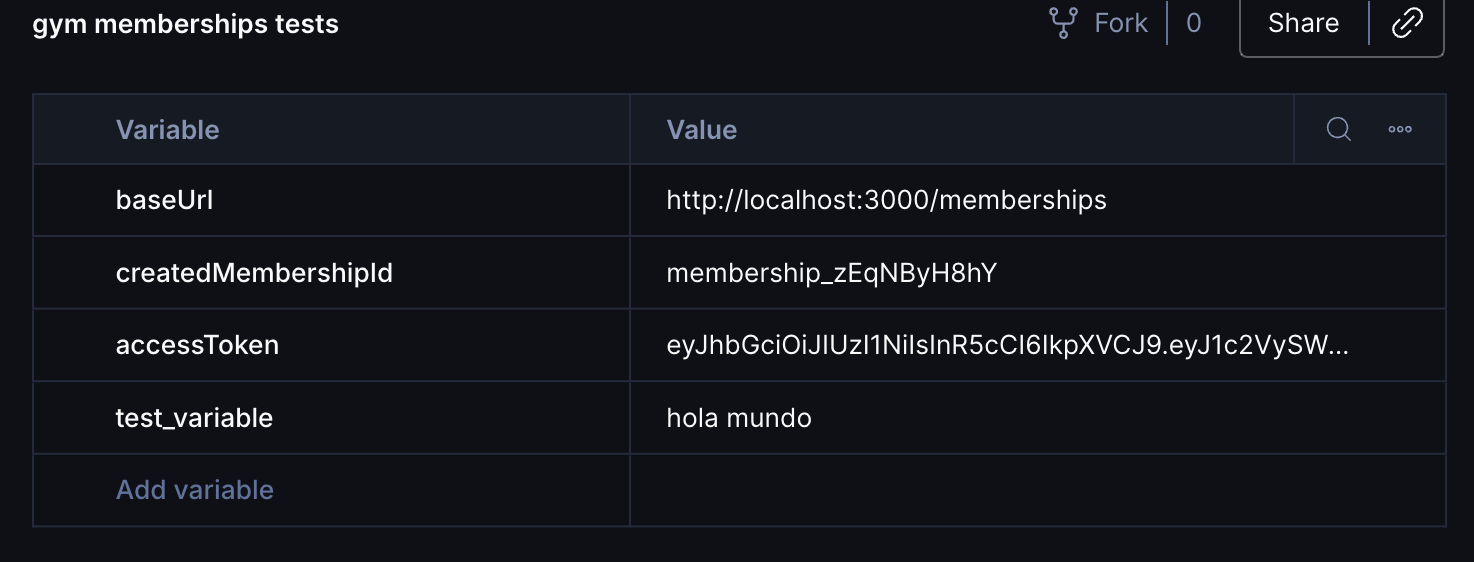 gym memberships tests Fork 0 Share
Variable Value
baseUrl http://localhost:3000/memberships
createdMembershipId membership_zEqNByH8hY
accessToken eyJhbGciOiJIUzI1NiIsInR5cCI6IkpXVCJ9.eyJ1c2VySW...
test_variable hola mundo
Add variable